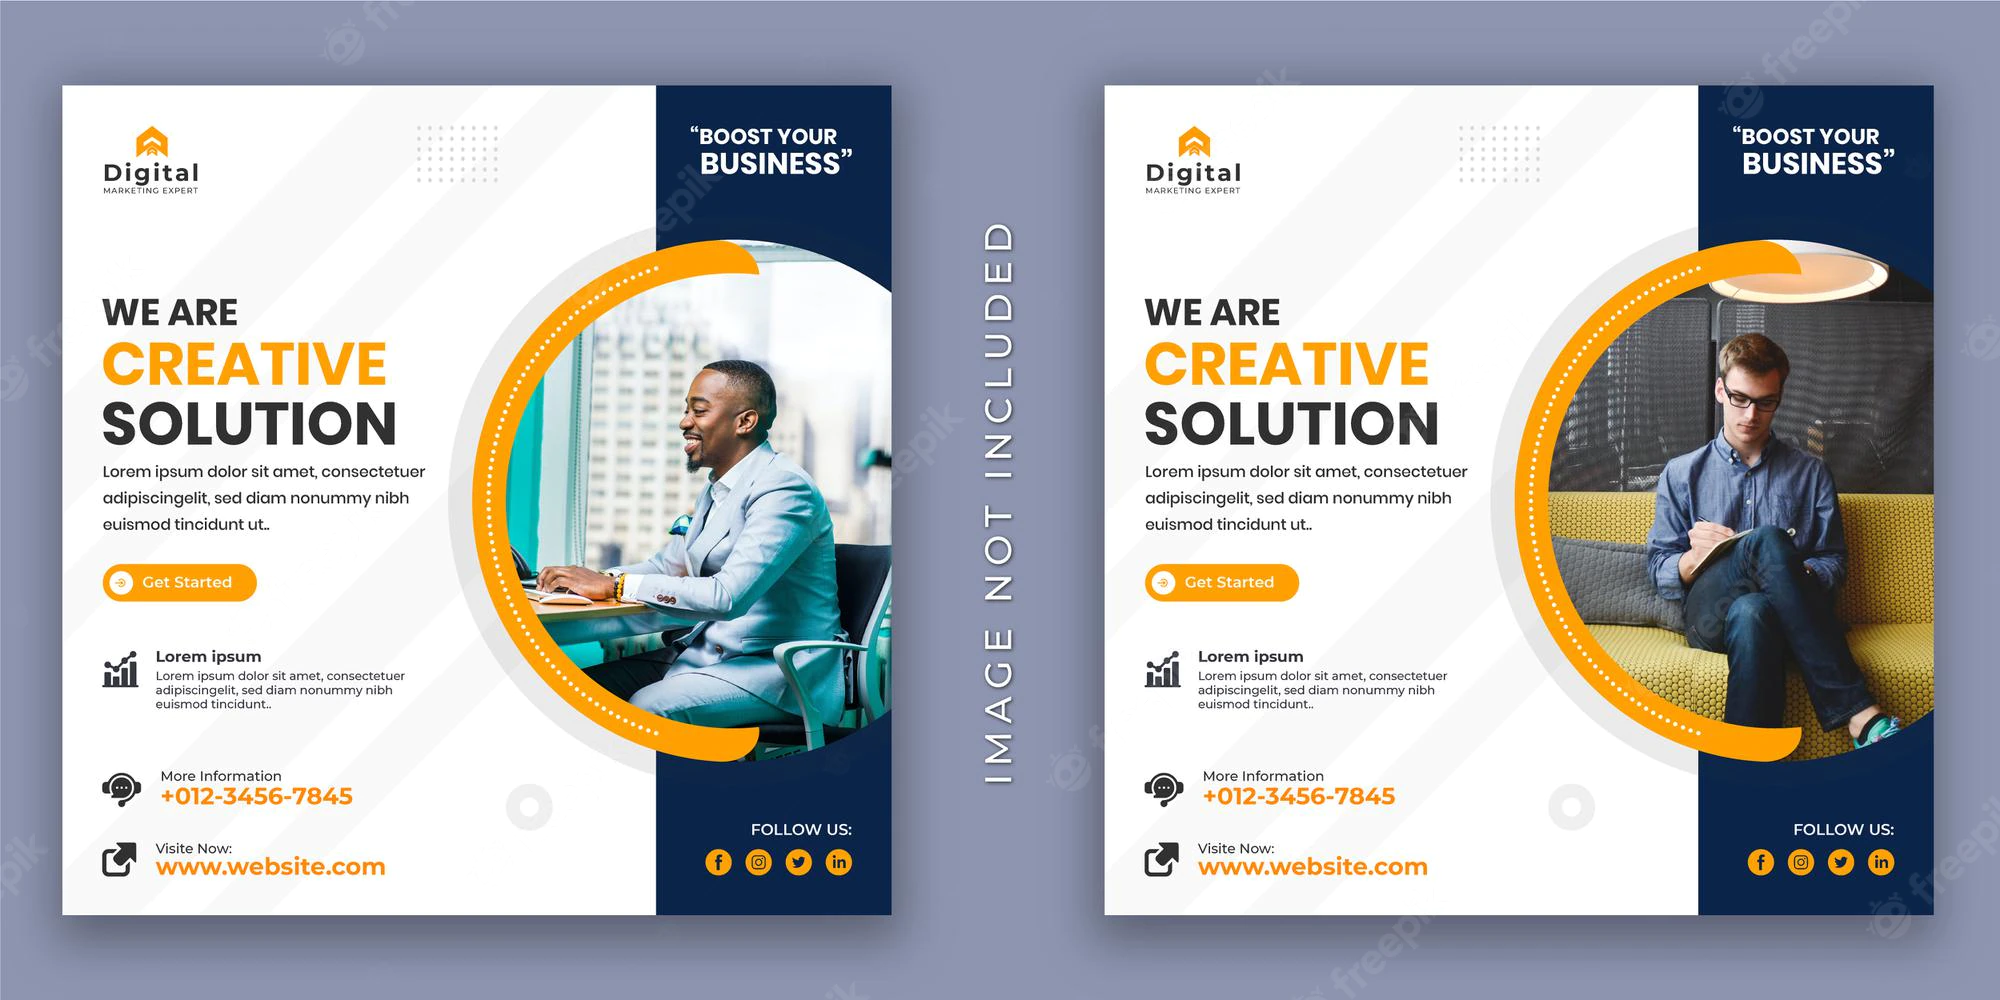 Digital
MARKETING EXPERT
“BOOST YOUR
BUSINESS”
WE ARE
CREATIVE
SOLUTION
Lorem ipsum dolor sit amet, consectetuer
adipiscingelit, sed diam nonummy nibh
euismod tincidunt ut..
Get Started
Lorem ipsum
Lorem ipsum dolor sit amet, consectetuer
adipiscingelit, sed diam nonummy nibh
euismod tincidunt..
More Information
+012-3456-7845
Visite Now:
www.website.com
FOLLOW US:
IMAGE NOT INCLUDED
Digital
MARKETING EXPERT
“BOOST YOUR
BUSINESS”
WE ARE
CREATIVE
SOLUTION
Lorem ipsum dolor sit amet, consectetuer
adipiscingelit, sed diam nonummy nibh
euismod tincidunt ut..
Get Started
Lorem ipsum
Lorem ipsum dolor sit amet, consectetuer
adipiscingelit, sed diam nonummy nibh
euismod tincidunt..
More Information
+012-3456-7845
Visite Now:
www.website.com
FOLLOW US:
freepik